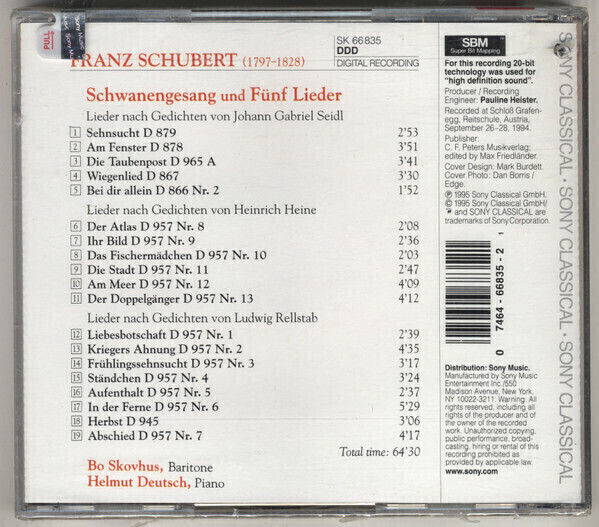 PULL
Sony Music
SK 66835
DDD
DIGITAL RECORDING
FRANZ SCHUBERT (1797–1828)
Schwanengesang und Fünf Lieder
Lieder nach Gedichten von Johann Gabriel Seidl
1 Sehnsucht D 879 2'53
2 Am Fenster D 878 3'51
3 Die Taubenpost D 965 A 3'41
4 Wiegenlied D 867 3'30
5 Bei dir allein D 866 Nr. 2 1'52
Lieder nach Gedichten von Heinrich Heine
6 Der Atlas D 957 Nr. 8 2'08
7 Ihr Bild D 957 Nr. 9 2'36
8 Das Fischermädchen D 957 Nr. 10 2'03
9 Die Stadt D 957 Nr. 11 2'47
10 Am Meer D 957 Nr. 12 4'09
11 Der Doppelgänger D 957 Nr. 13 4'12
Lieder nach Gedichten von Ludwig Rellstab
12 Liebesbotschaft D 957 Nr. 1 2'39
13 Kriegers Ahnung D 957 Nr. 2 4'35
14 Frühlingssehnsucht D 957 Nr. 3 3'17
15 Ständchen D 957 Nr. 4 3'24
16 Aufenthalt D 957 Nr. 5 2'37
17 In der Ferne D 957 Nr. 6 5'29
18 Herbst D 945 3'06
19 Abschied D 957 Nr. 7 4'17
Total time: 64'30
Bo Skovhus, Baritone
Helmut Deutsch, Piano
SBM
Super Bit Mapping
For this recording 20-bit
technology was used for
"high definition sound".
Producer / Recording
Engineer: Pauline Heister.
Recorded at Schloß Grafen-
egg, Reitschule, Austria,
September 26–28, 1994.
Publisher:
C. F. Peters Musikverlag;
edited by Max Friedländer.
Cover Design: Mark Burdett.
Cover Photo: Dan Borris /
Edge.
℗ 1995 Sony Classical GmbH.
© 1995 Sony Classical GmbH/
and SONY CLASSICAL are
trademarks of Sony Corporation.
0 7464-66835-2 1
Distribution: Sony Music.
Manufactured by Sony Music
Entertainment Inc./550
Madison Avenue, New York,
NY 10022-3211. Warning: All
rights reserved, including all
rights of the producer and of
the owner of the recorded
work. Unauthorized copying,
public performance, broad-
casting, hiring or rental of this
recording prohibited as
provided by applicable law.
www.sony.com
SONY CLASSICAL · SONY CLASSICAL · SONY CLASSICAL